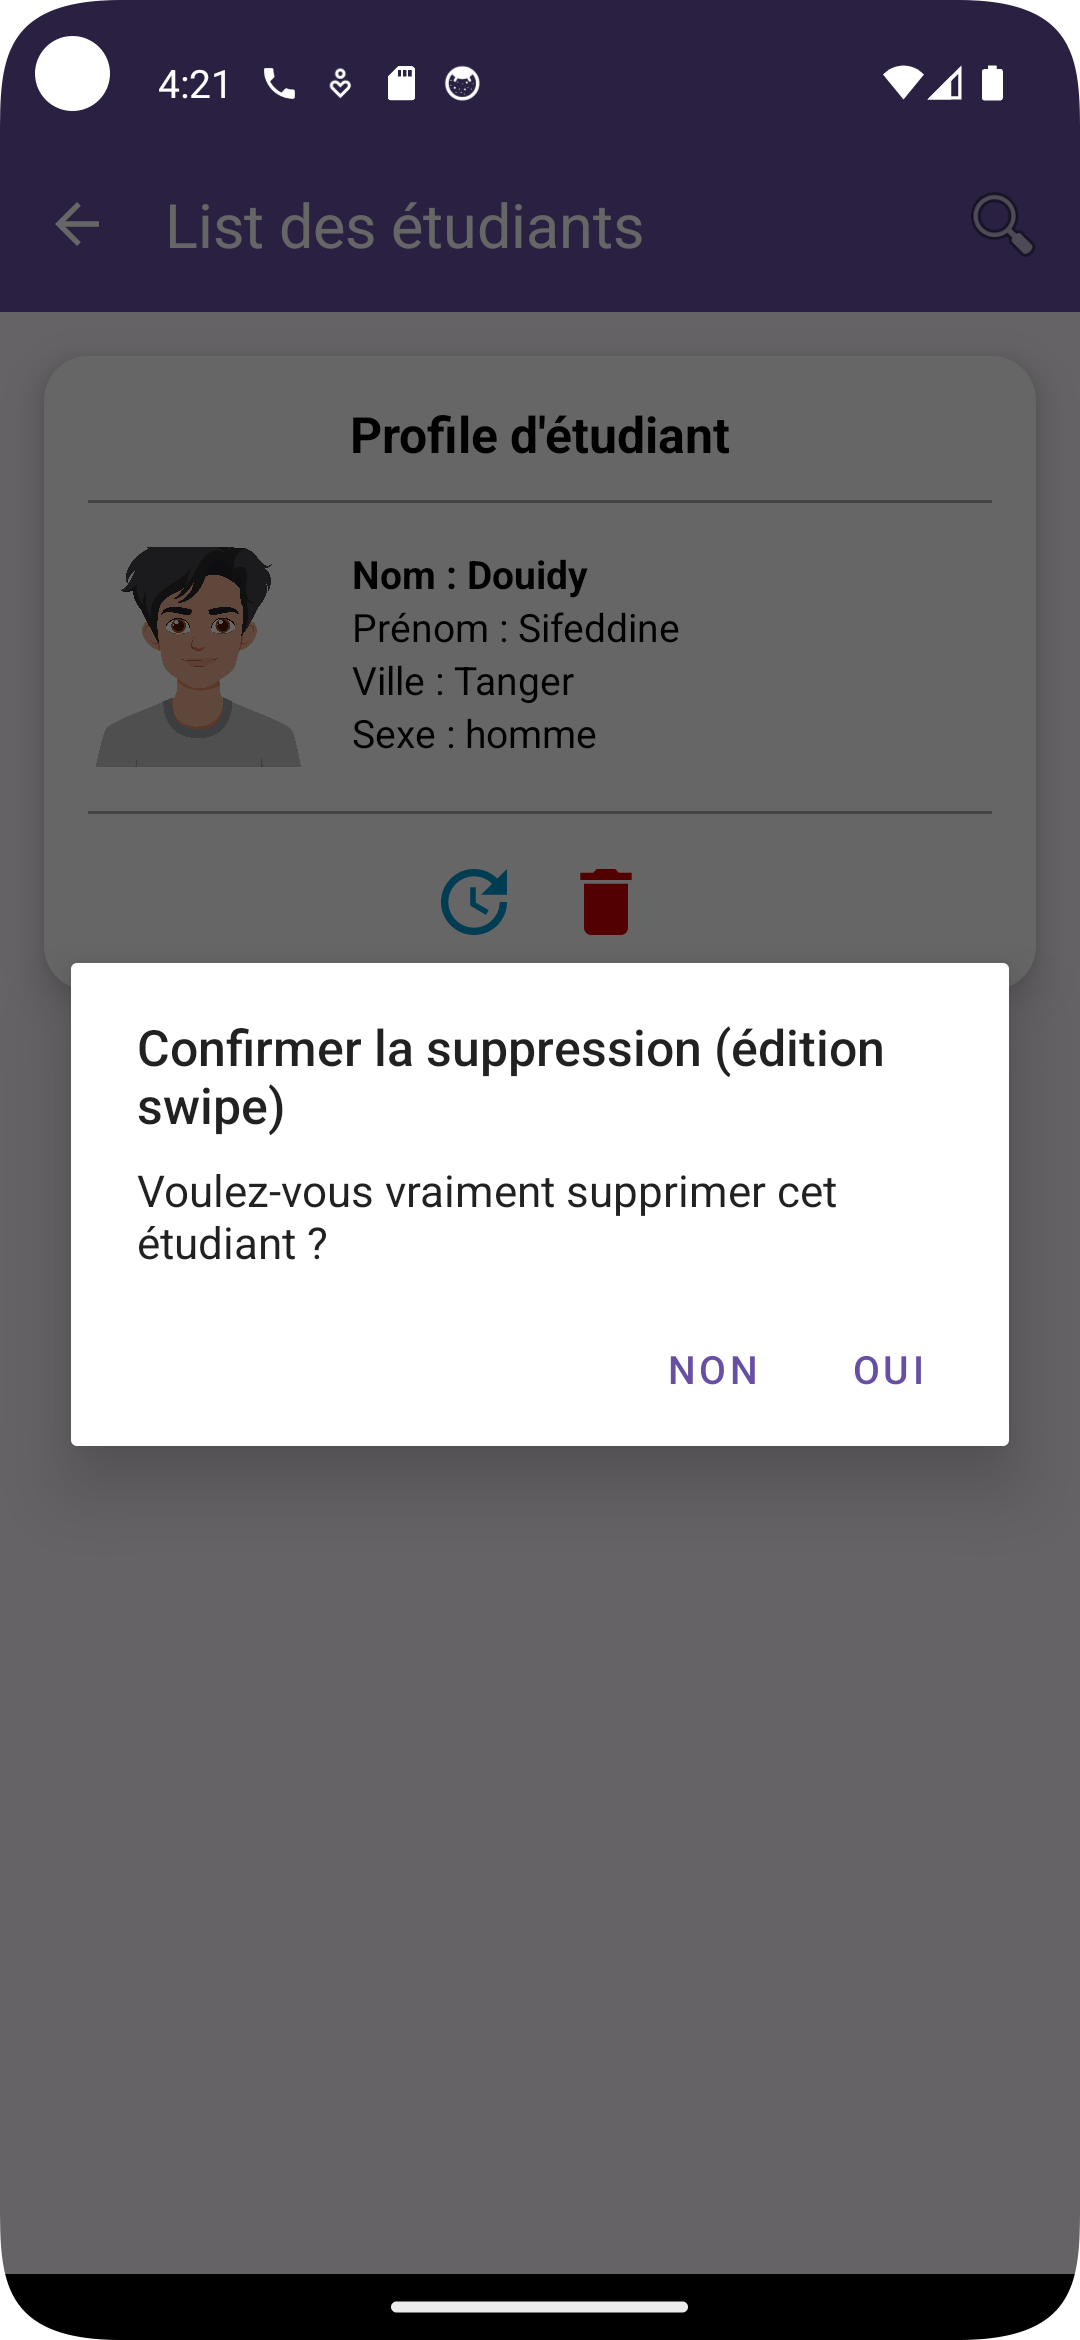 4:21
List des étudiants
Profile d'étudiant
Nom : Douidy
Prénom : Sifeddine
Ville : Tanger
Sexe : homme
Confirmer la suppression (édition
swipe)
Voulez-vous vraiment supprimer cet
étudiant ?
NON OUI